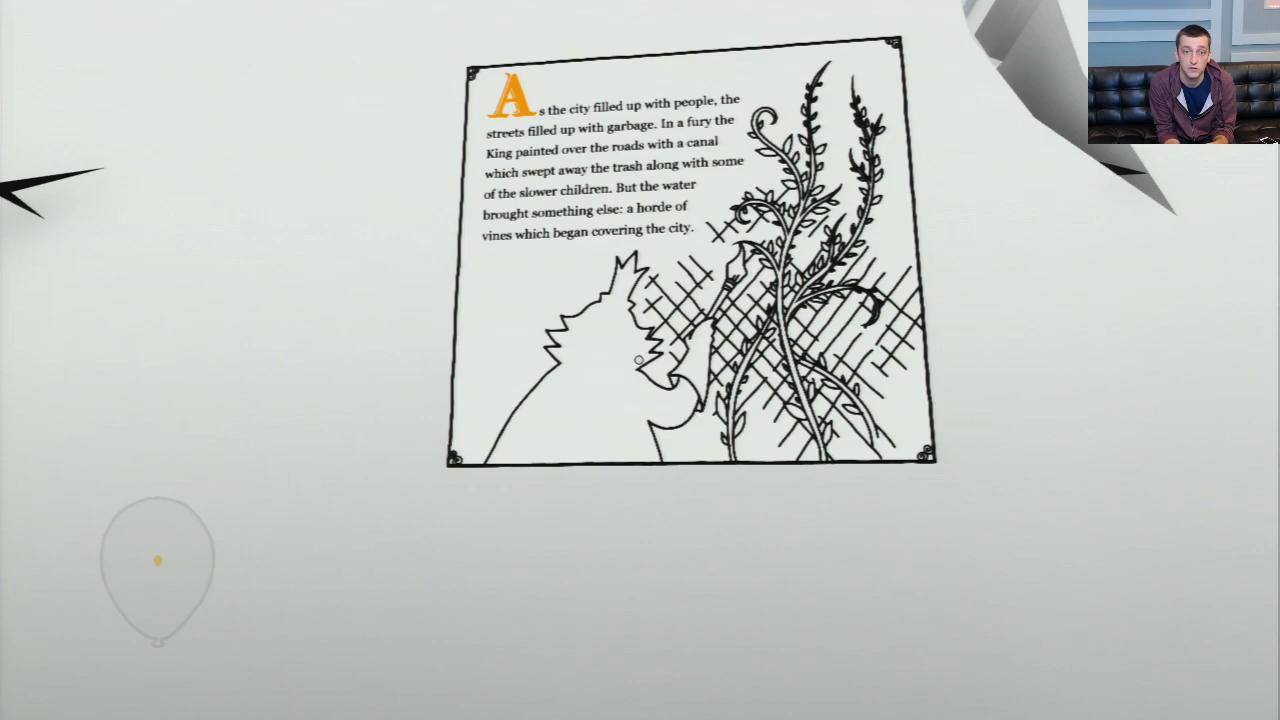 As the city filled up with people, the
streets filled up with garbage. In a fury the
King painted over the roads with a canal
which swept away the trash along with some
of the slower children. But the water
brought something else: a horde of
vines which began covering the city.